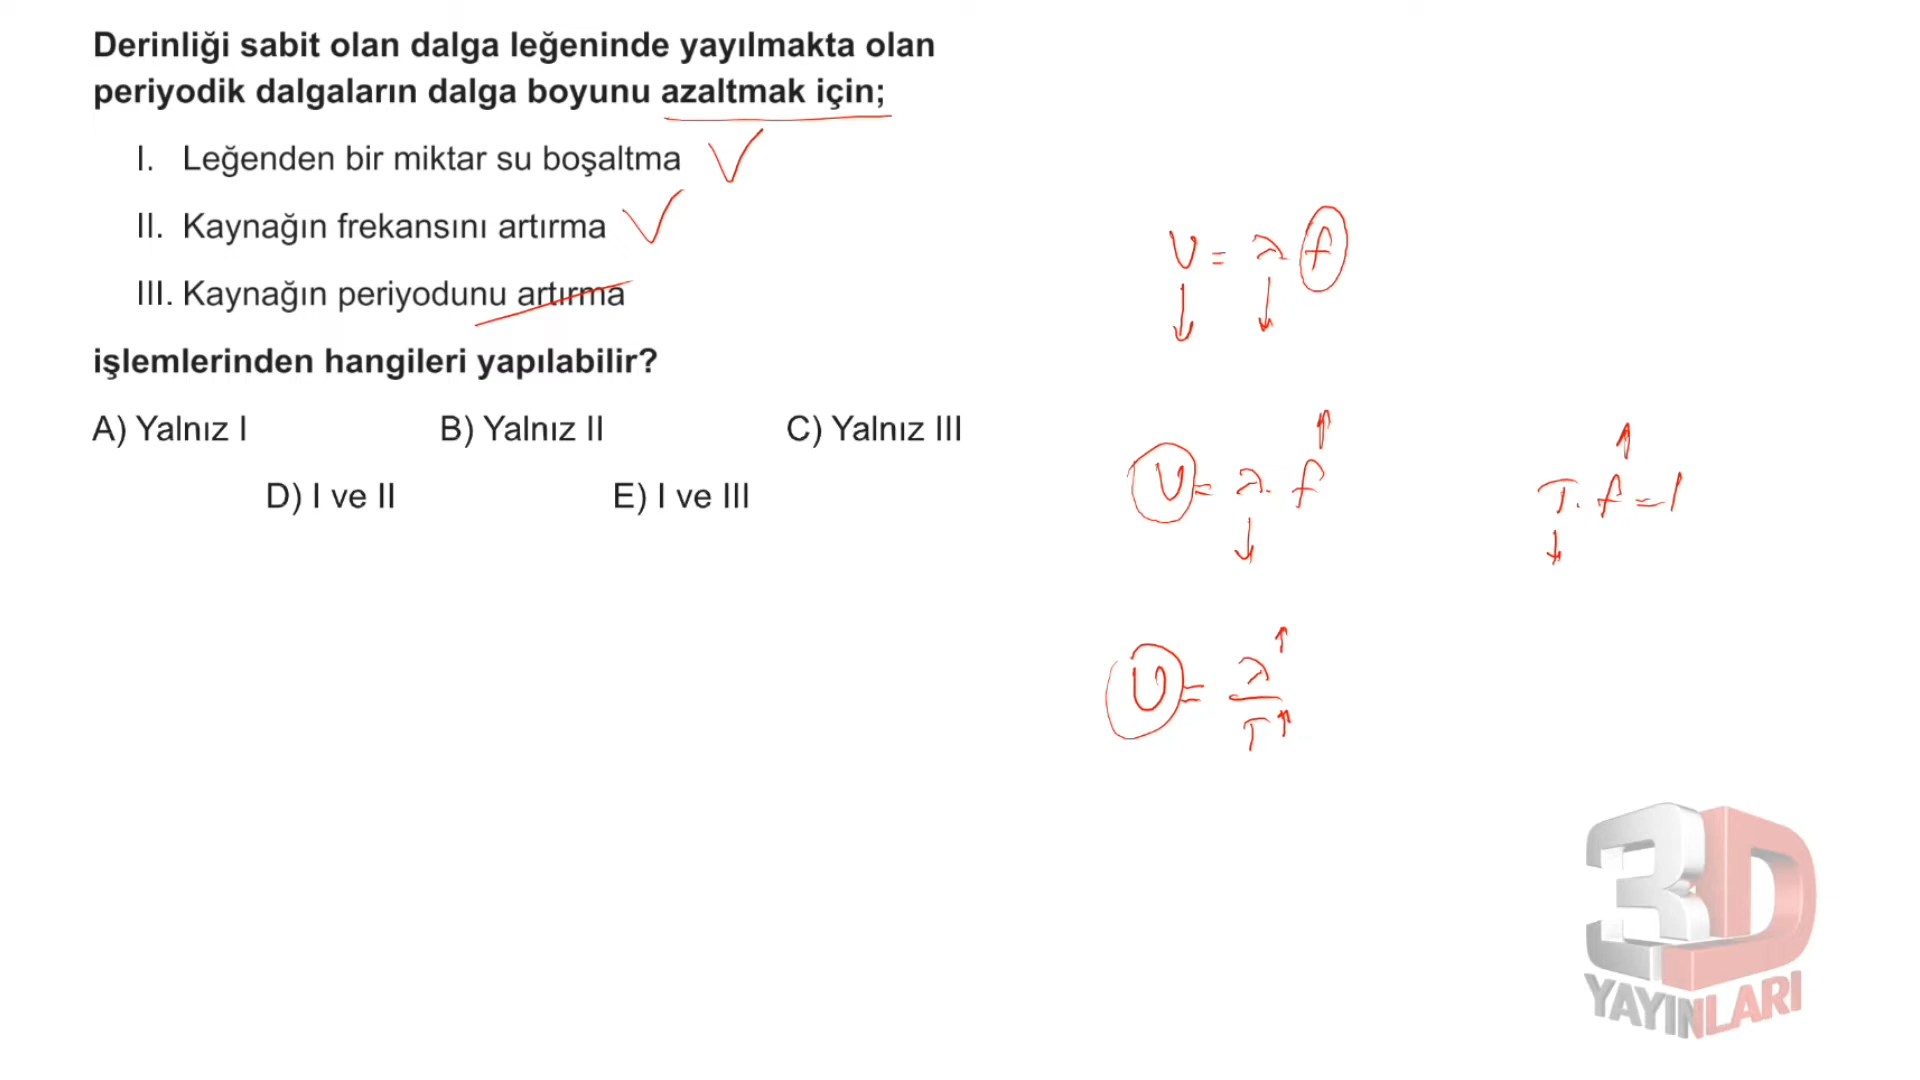 Derinliği sabit olan dalga leğeninde yayılmakta olan
periyodik dalgaların dalga boyunu azaltmak için;
I. Leğenden bir miktar su boşaltma
II. Kaynağın frekansını artırma
III. Kaynağın periyodunu artırma
işlemlerinden hangileri yapılabilir?
A) Yalnız I B) Yalnız II C) Yalnız III
D) I ve II E) I ve III
V = λ f
↓ ↓
↑
V = λ. f
↓
↑
T. f = 1
↓
V = λ↑ / T↑
3D
YAYINLARI